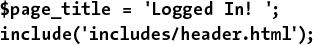 $page_title = 'Logged In! ';
include('includes/header.html');